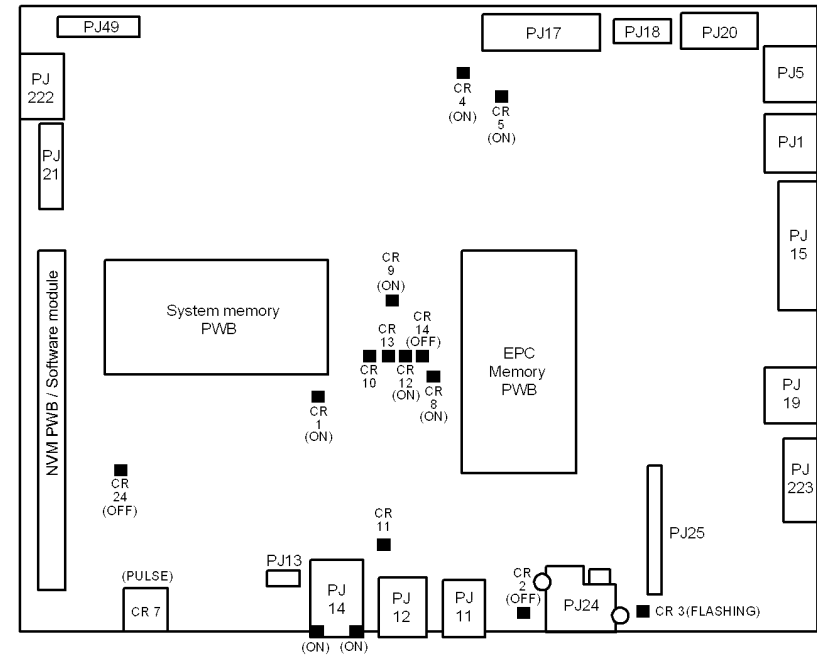 PJ49
PJ17
PJ18
PJ20
PJ
222
PJ5
CR
4
(ON)
CR
5
(ON)
PJ
21
PJ1
PJ
15
NVM PWB / Software module
System memory
PWB
CR
9
(ON)
CR
13
CR
14
(OFF)
CR
10
CR
12
(ON)
CR
8
(ON)
EPC
Memory
PWB
CR
1
(ON)
PJ
19
CR
24
(OFF)
PJ
223
CR
11
PJ25
PJ13
(PULSE)
CR 7
PJ
14
(ON)
(ON)
PJ
12
PJ
11
CR
2
(OFF)
PJ24
CR 3(FLASHING)